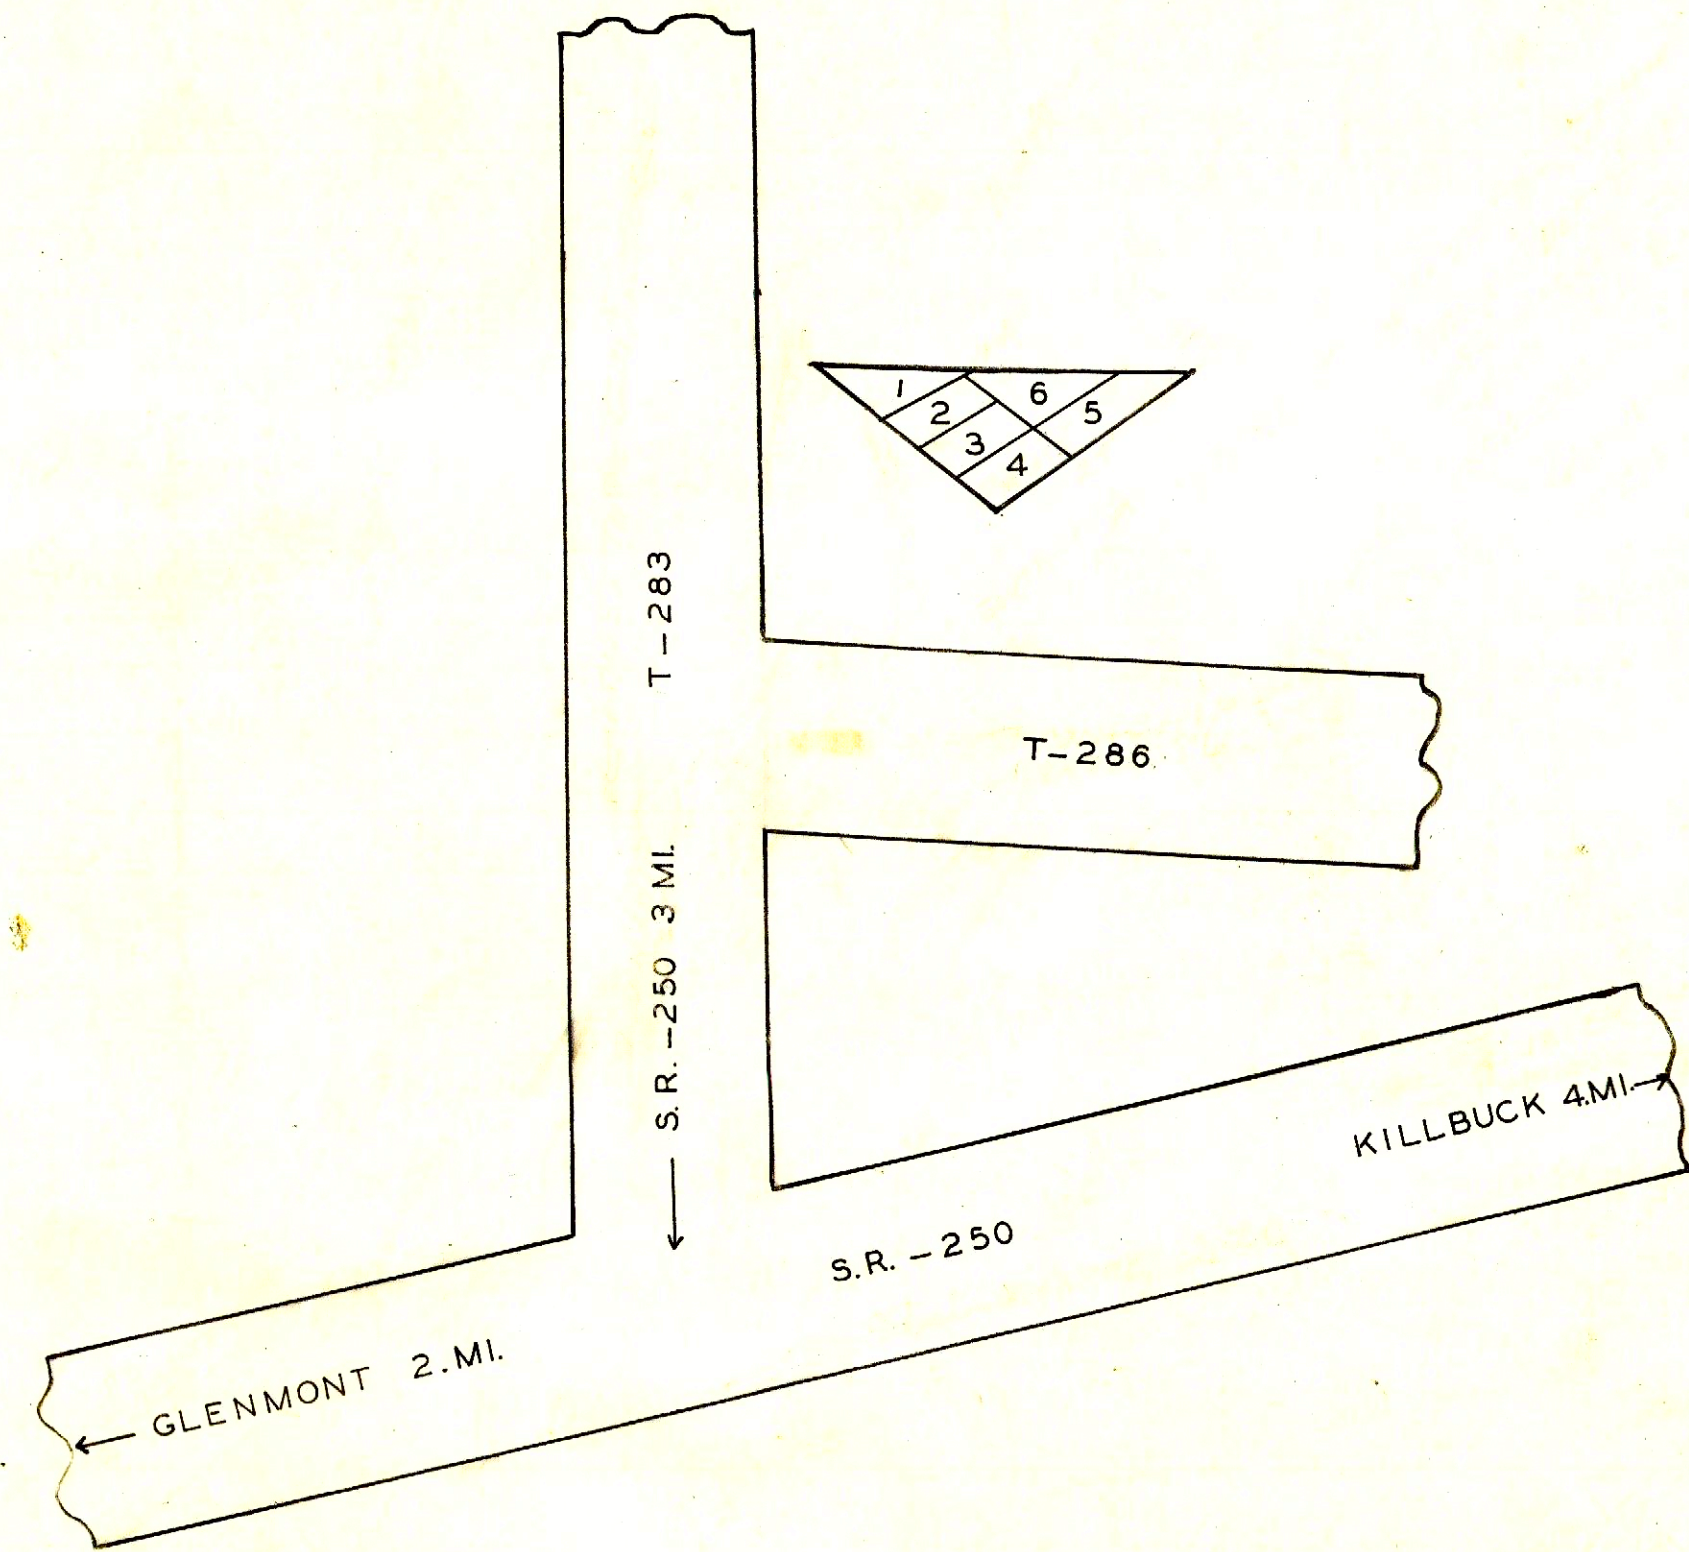 1
6
2
5
3
4
T-283
T-286
S.R.-250 3 MI.
KILLBUCK 4.MI.
S.R. -250
GLENMONT 2.MI.